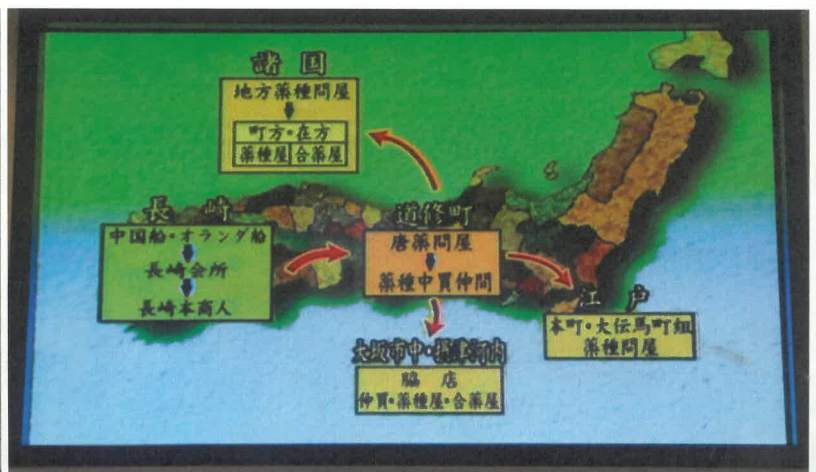 諸国
地方薬種問屋
町方・在方
薬種屋 合薬屋
長崎
中国船・オランダ船
長崎会所
長崎本商人
道修町
唐薬問屋
薬種中買仲間
江戸
本町・大伝馬町組
薬種問屋
大坂市中・摂津河内
脇店
仲買・薬種屋・合薬屋